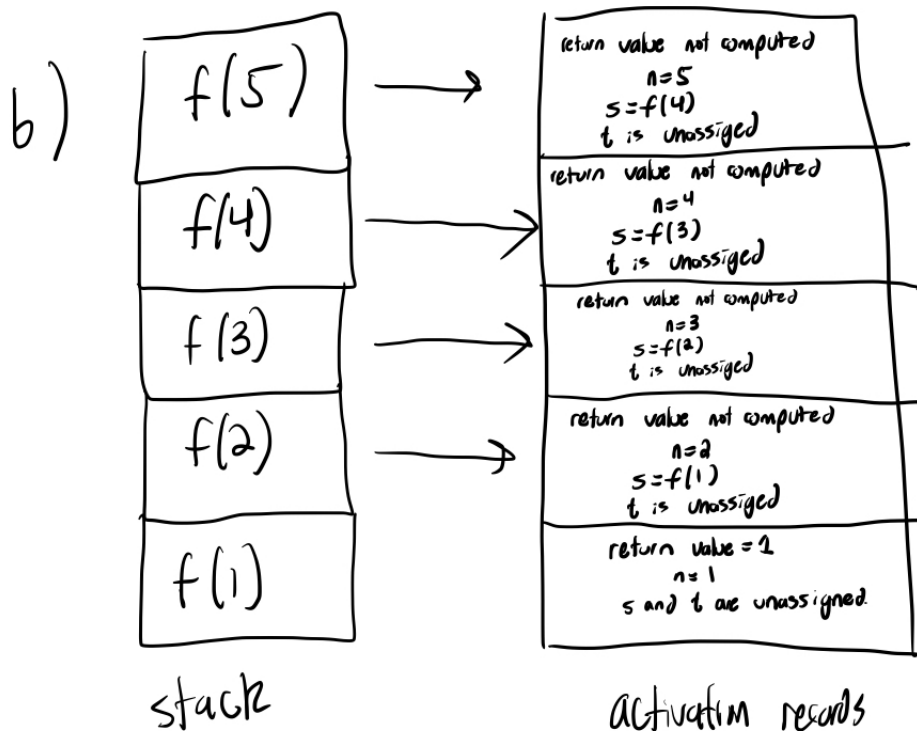 b)
f(5)
return value not computed
n=5
s=f(4)
t is unassiged
f(4)
return value not computed
n=4
s=f(3)
t is unassiged
f(3)
return value not computed
n=3
s=f(2)
t is unassiged
f(2)
return value not computed
n=2
s=f(1)
t is unassiged
f(1)
return value = 1
n=1
s and t are unassigned.
stack
activation records